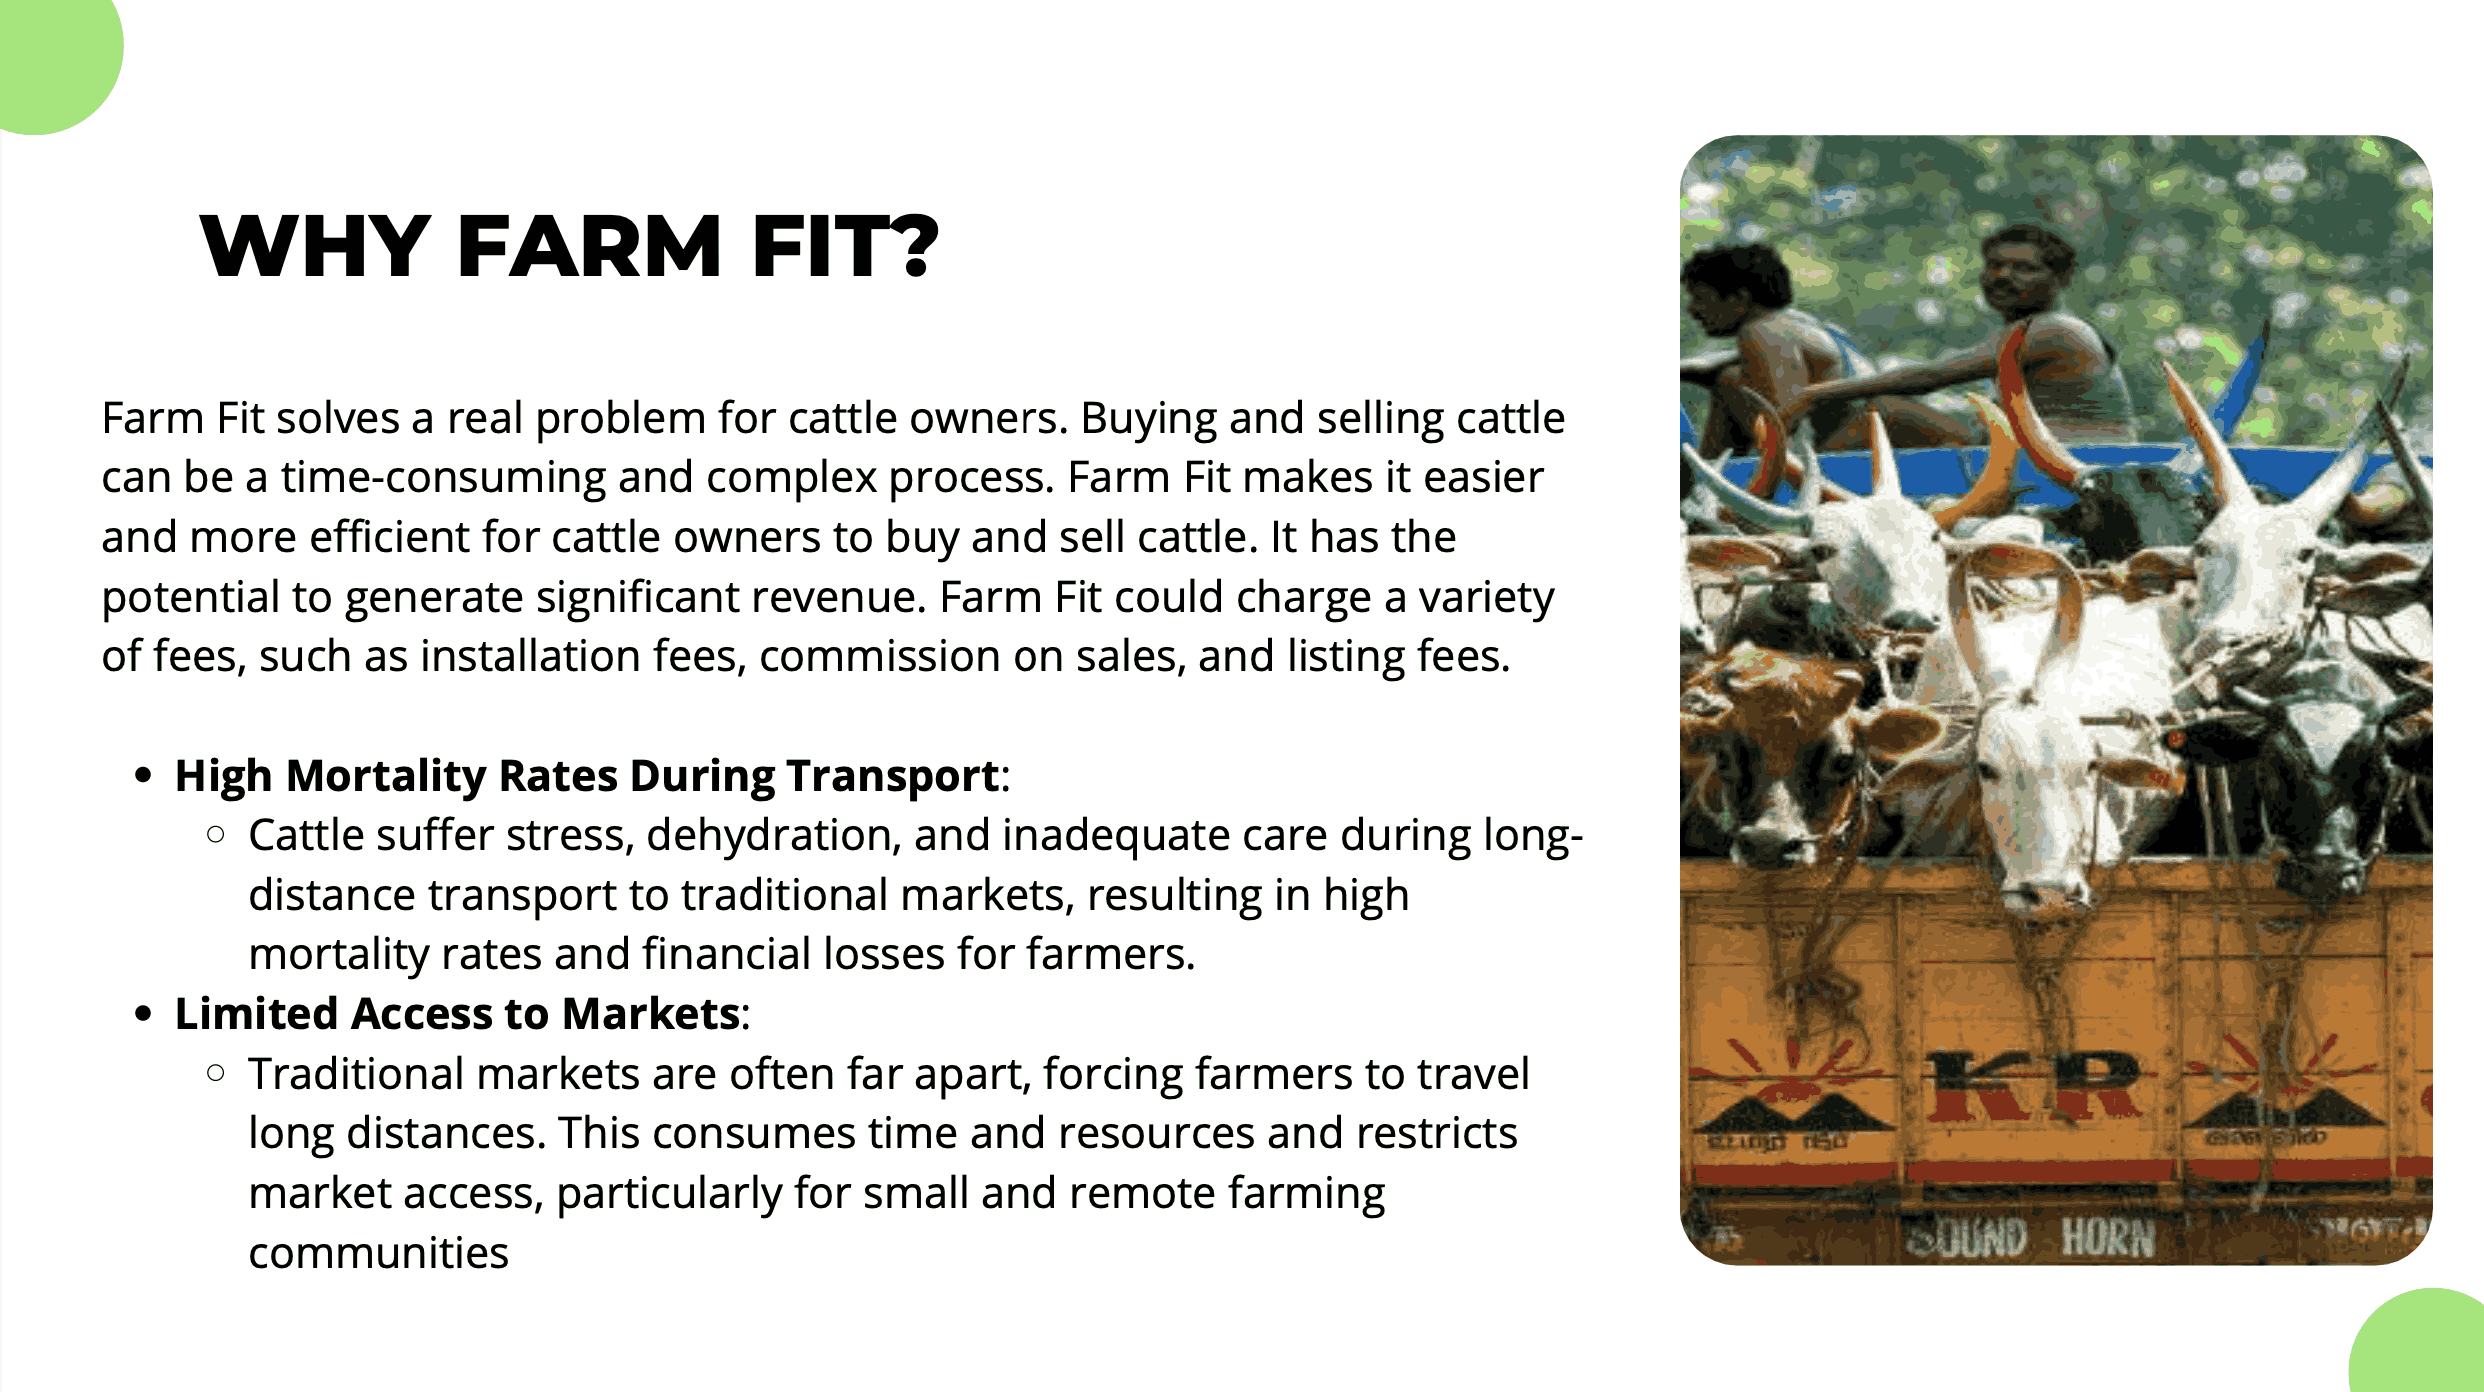 WHY FARM FIT?
Farm Fit solves a real problem for cattle owners. Buying and selling cattle
can be a time-consuming and complex process. Farm Fit makes it easier
and more efficient for cattle owners to buy and sell cattle. It has the
potential to generate significant revenue. Farm Fit could charge a variety
of fees, such as installation fees, commission on sales, and listing fees.
• High Mortality Rates During Transport:
○ Cattle suffer stress, dehydration, and inadequate care during long-
distance transport to traditional markets, resulting in high
mortality rates and financial losses for farmers.
• Limited Access to Markets:
○ Traditional markets are often far apart, forcing farmers to travel
long distances. This consumes time and resources and restricts
market access, particularly for small and remote farming
communities
KR
SOUND HORN